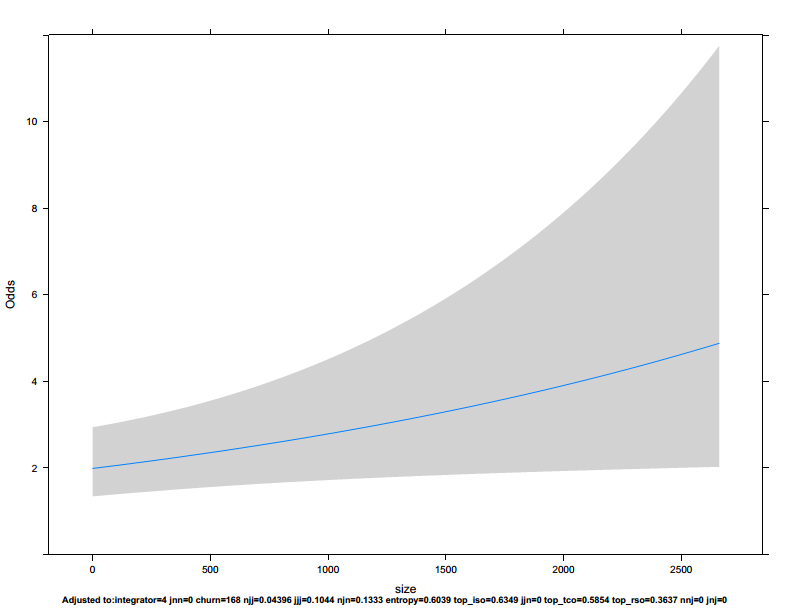 10
8
6
4
2
Odds
0 500 1000 1500 2000 2500
size
Adjusted to:integrator=4 jnn=0 churn=168 njj=0.04396 jjj=0.1044 njn=0.1333 entropy=0.6039 top_iso=0.6349 jjn=0 top_tco=0.5854 top_rso=0.3637 nnj=0 jnj=0